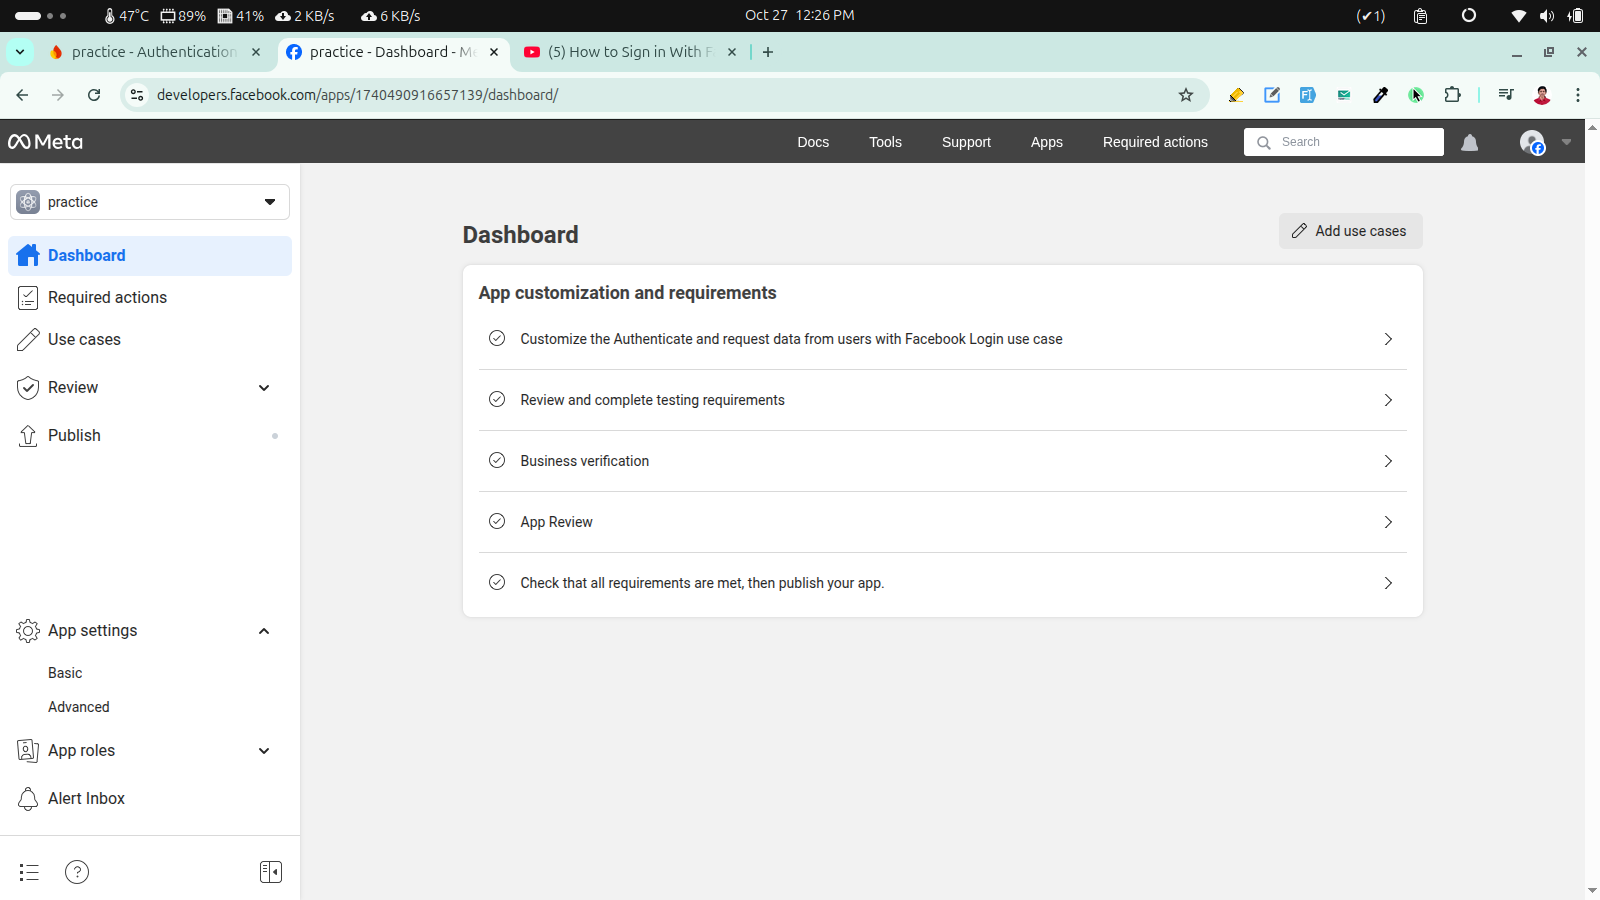 47°C 89% 41% 2 KB/s 6 KB/s Oct 27 12:26 PM (✔1)
practice - Authentication practice - Dashboard - Me (5) How to Sign in With F
developers.facebook.com/apps/1740490916657139/dashboard/
Meta Docs Tools Support Apps Required actions Search
practice
Dashboard
Required actions
Use cases
Review
Publish
App settings
Basic
Advanced
App roles
Alert Inbox
Dashboard
Add use cases
App customization and requirements
Customize the Authenticate and request data from users with Facebook Login use case
Review and complete testing requirements
Business verification
App Review
Check that all requirements are met, then publish your app.